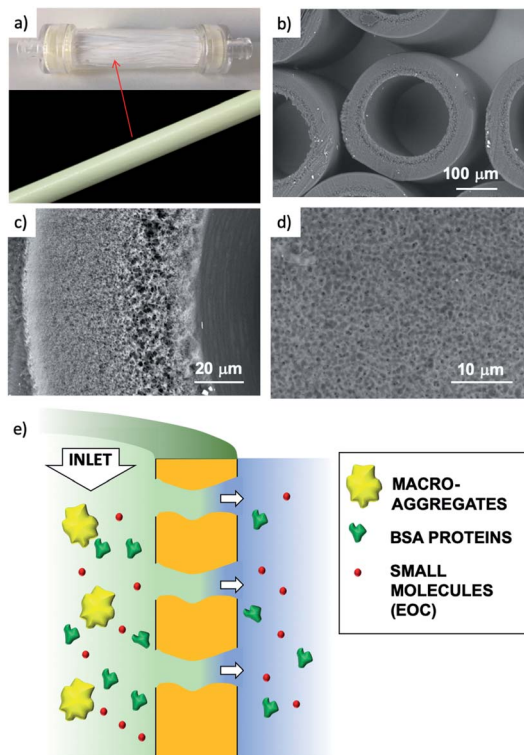 a)
b)
100 μm
c)
20 μm
d)
10 μm
e)
INLET
MACRO-
AGGREGATES
BSA PROTEINS
SMALL
MOLECULES
(EOC)